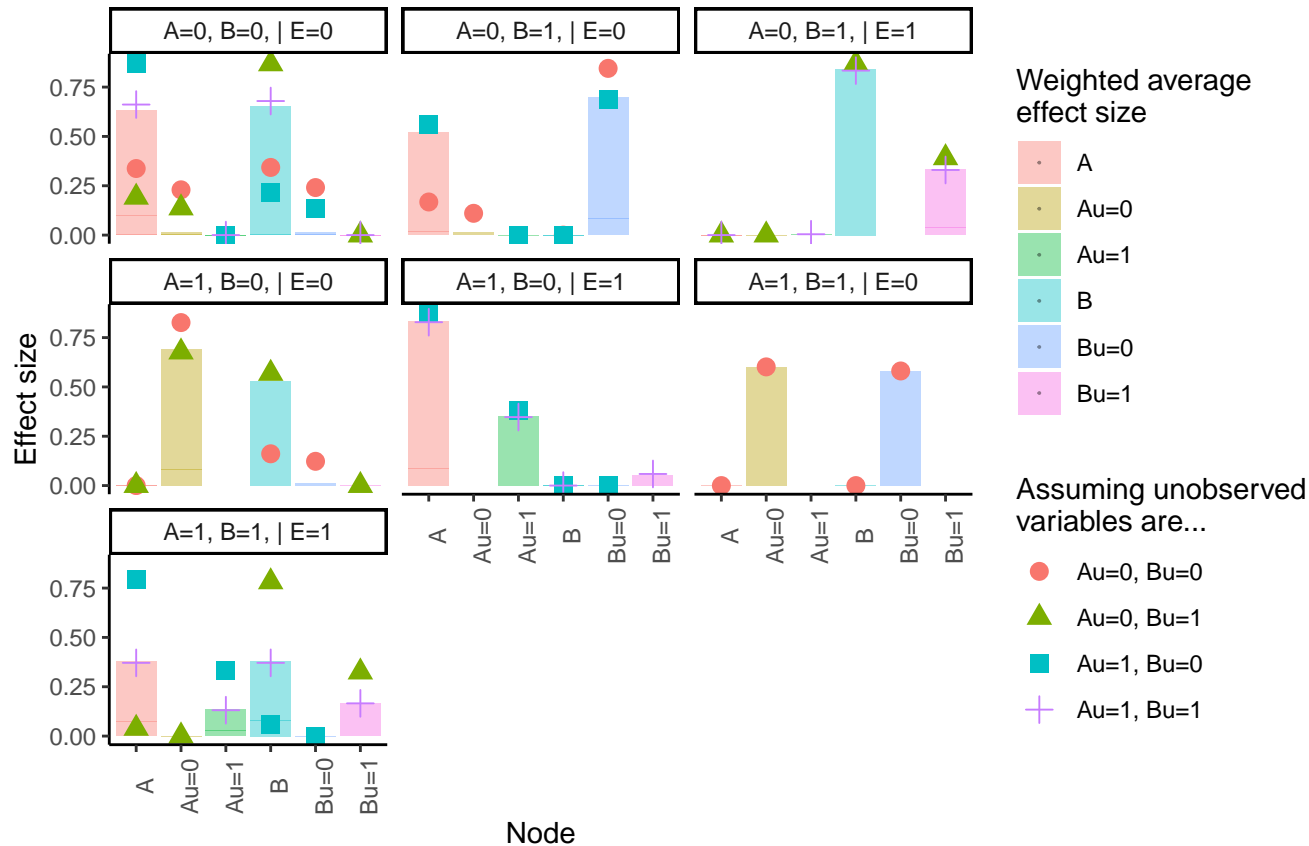 A=0, B=0, | E=0
A=0, B=1, | E=0
A=0, B=1, | E=1
0.75
0.50
0.25
0.00
A=1, B=0, | E=0
A=1, B=0, | E=1
A=1, B=1, | E=0
0.75
0.50
0.25
0.00
A
Au=0
Au=1
B
Bu=0
Bu=1
A
Au=0
Au=1
B
Bu=0
Bu=1
A=1, B=1, | E=1
0.75
0.50
0.25
0.00
A
Au=0
Au=1
B
Bu=0
Bu=1
Effect size
Node
Weighted average
effect size
A
Au=0
Au=1
B
Bu=0
Bu=1
Assuming unobserved
variables are...
Au=0, Bu=0
Au=0, Bu=1
Au=1, Bu=0
Au=1, Bu=1